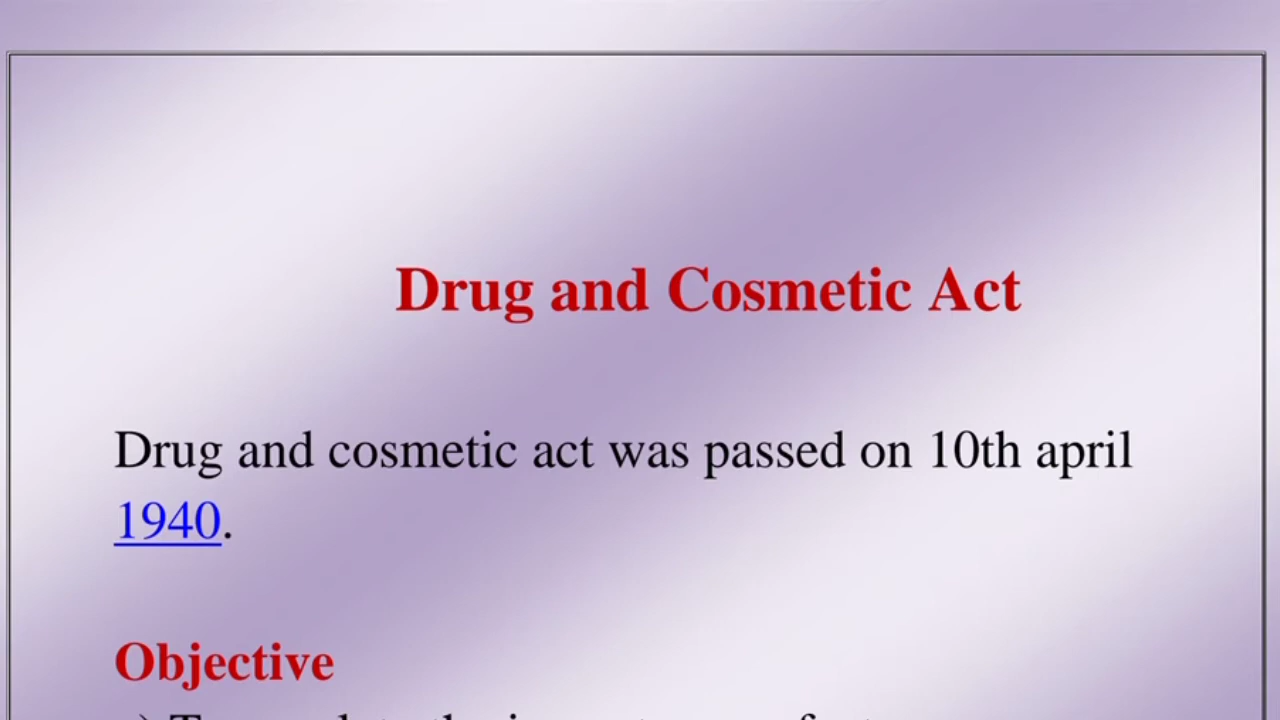 Drug and Cosmetic Act
Drug and cosmetic act was passed on 10th april
1940.
Objective